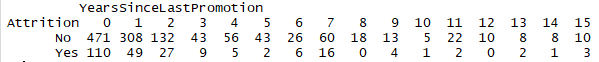 YearsSinceLastPromotion
Attrition 0 1 2 3 4 5 6 7 8 9 10 11 12 13 14 15
No 471 308 132 43 56 43 26 60 18 13 5 22 10 8 8 10
Yes 110 49 27 9 5 2 6 16 0 4 1 2 0 2 1 3